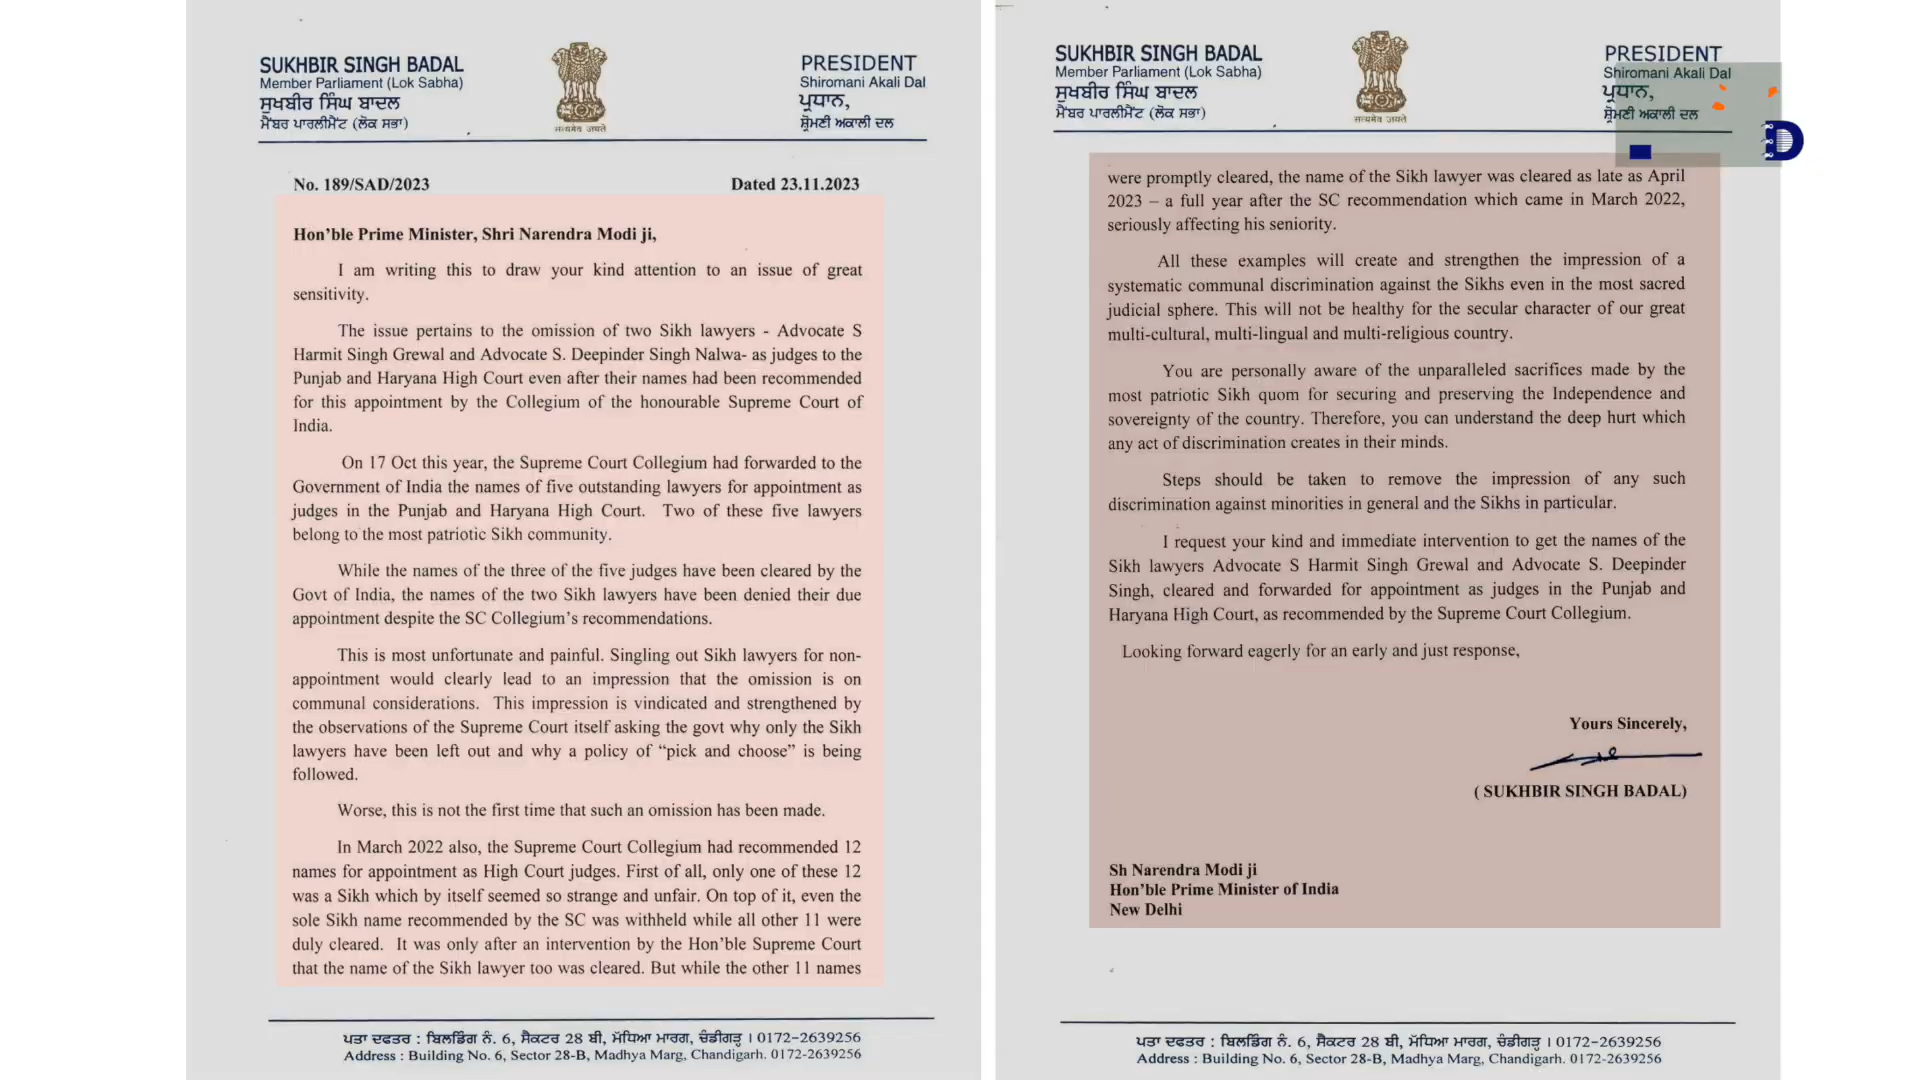 SUKHBIR SINGH BADAL
Member Parliament (Lok Sabha)
ਸੁਖਬੀਰ ਸਿੰਘ ਬਾਦਲ
ਮੈਂਬਰ ਪਾਰਲੀਮੈਂਟ (ਲੋਕ ਸਭਾ)
सत्यमेव जयते
PRESIDENT
Shiromani Akali Dal
ਪ੍ਰਧਾਨ,
ਸ਼੍ਰੋਮਣੀ ਅਕਾਲੀ ਦਲ
No. 189/SAD/2023
Dated 23.11.2023
Hon’ble Prime Minister, Shri Narendra Modi ji,
I am writing this to draw your kind attention to an issue of great
sensitivity.
The issue pertains to the omission of two Sikh lawyers - Advocate S
Harmit Singh Grewal and Advocate S. Deepinder Singh Nalwa- as judges to the
Punjab and Haryana High Court even after their names had been recommended
for this appointment by the Collegium of the honourable Supreme Court of
India.
On 17 Oct this year, the Supreme Court Collegium had forwarded to the
Government of India the names of five outstanding lawyers for appointment as
judges in the Punjab and Haryana High Court. Two of these five lawyers
belong to the most patriotic Sikh community.
While the names of the three of the five judges have been cleared by the
Govt of India, the names of the two Sikh lawyers have been denied their due
appointment despite the SC Collegium’s recommendations.
This is most unfortunate and painful. Singling out Sikh lawyers for non-
appointment would clearly lead to an impression that the omission is on
communal considerations. This impression is vindicated and strengthened by
the observations of the Supreme Court itself asking the govt why only the Sikh
lawyers have been left out and why a policy of “pick and choose” is being
followed.
Worse, this is not the first time that such an omission has been made.
In March 2022 also, the Supreme Court Collegium had recommended 12
names for appointment as High Court judges. First of all, only one of these 12
was a Sikh which by itself seemed so strange and unfair. On top of it, even the
sole Sikh name recommended by the SC was withheld while all other 11 were
duly cleared. It was only after an intervention by the Hon’ble Supreme Court
that the name of the Sikh lawyer too was cleared. But while the other 11 names
ਪਤਾ ਦਫਤਰ : ਬਿਲਡਿੰਗ ਨੰ. 6, ਸੈਕਟਰ 28 ਬੀ, ਮੱਧਿਆ ਮਾਰਗ, ਚੰਡੀਗੜ੍ਹ । 0172-2639256
Address : Building No. 6, Sector 28-B, Madhya Marg, Chandigarh. 0172-2639256
SUKHBIR SINGH BADAL
Member Parliament (Lok Sabha)
ਸੁਖਬੀਰ ਸਿੰਘ ਬਾਦਲ
ਮੈਂਬਰ ਪਾਰਲੀਮੈਂਟ (ਲੋਕ ਸਭਾ)
सत्यमेव जयते
PRESIDENT
Shiromani Akali Dal
ਪ੍ਰਧਾਨ,
ਸ਼੍ਰੋਮਣੀ ਅਕਾਲੀ ਦਲ
D
were promptly cleared, the name of the Sikh lawyer was cleared as late as April
2023 – a full year after the SC recommendation which came in March 2022,
seriously affecting his seniority.
All these examples will create and strengthen the impression of a
systematic communal discrimination against the Sikhs even in the most sacred
judicial sphere. This will not be healthy for the secular character of our great
multi-cultural, multi-lingual and multi-religious country.
You are personally aware of the unparalleled sacrifices made by the
most patriotic Sikh quom for securing and preserving the Independence and
sovereignty of the country. Therefore, you can understand the deep hurt which
any act of discrimination creates in their minds.
Steps should be taken to remove the impression of any such
discrimination against minorities in general and the Sikhs in particular.
I request your kind and immediate intervention to get the names of the
Sikh lawyers Advocate S Harmit Singh Grewal and Advocate S. Deepinder
Singh, cleared and forwarded for appointment as judges in the Punjab and
Haryana High Court, as recommended by the Supreme Court Collegium.
Looking forward eagerly for an early and just response,
Yours Sincerely,
( SUKHBIR SINGH BADAL)
Sh Narendra Modi ji
Hon’ble Prime Minister of India
New Delhi
ਪਤਾ ਦਫਤਰ : ਬਿਲਡਿੰਗ ਨੰ. 6, ਸੈਕਟਰ 28 ਬੀ, ਮੱਧਿਆ ਮਾਰਗ, ਚੰਡੀਗੜ੍ਹ । 0172-2639256
Address : Building No. 6, Sector 28-B, Madhya Marg, Chandigarh. 0172-2639256